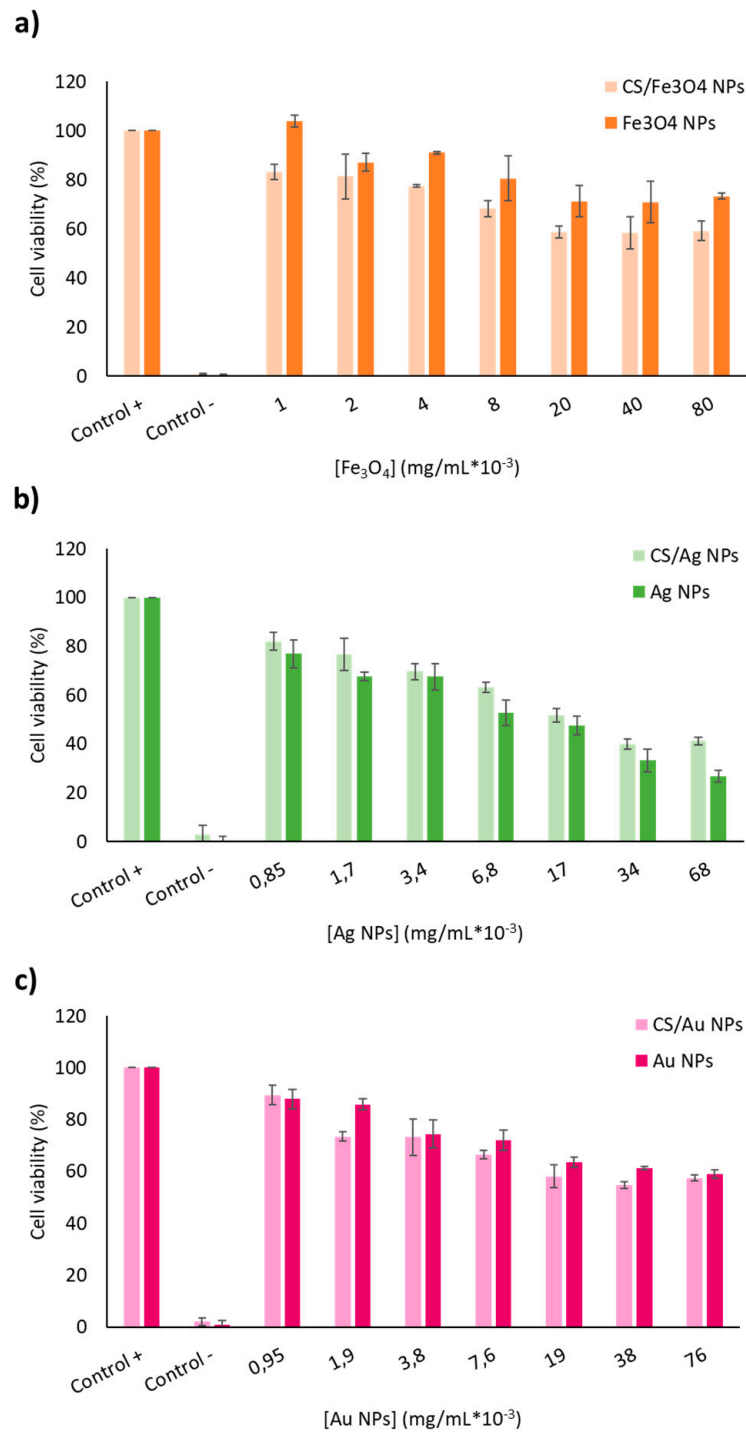 a)
120
100
80
60
40
20
0
Cell viability (%)
CS/Fe3O4 NPs
Fe3O4 NPs
Control +
Control -
1
2
4
8
20
40
80
[Fe₃O₄] (mg/mL*10⁻³)
b)
120
100
80
60
40
20
0
Cell viability (%)
CS/Ag NPs
Ag NPs
Control +
Control -
0,85
1,7
3,4
6,8
17
34
68
[Ag NPs] (mg/mL*10⁻³)
c)
120
100
80
60
40
20
0
Cell viability (%)
CS/Au NPs
Au NPs
Control +
Control -
0,95
1,9
3,8
7,6
19
38
76
[Au NPs] (mg/mL*10⁻³)